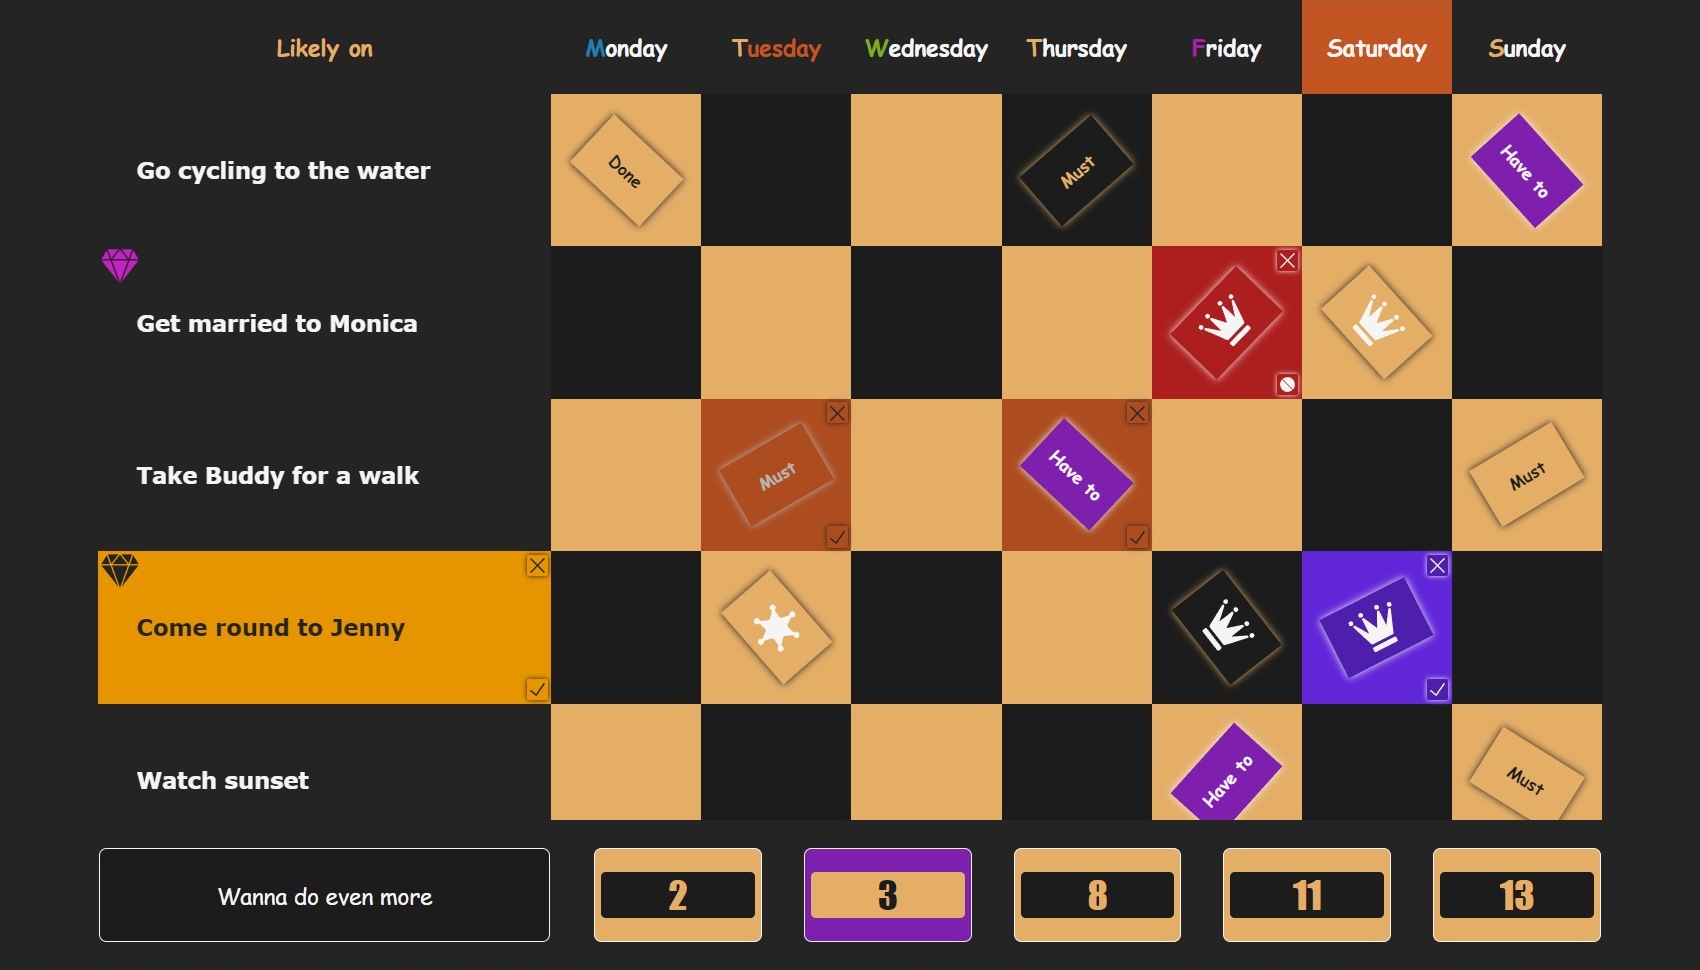 Likely on Monday Tuesday Wednesday Thursday Friday Saturday Sunday
Go cycling to the water Done Must Have to
Get married to Monica
Take Buddy for a walk Must Have to Must
Come round to Jenny
Watch sunset Have to Must
Wanna do even more 2 3 8 11 13